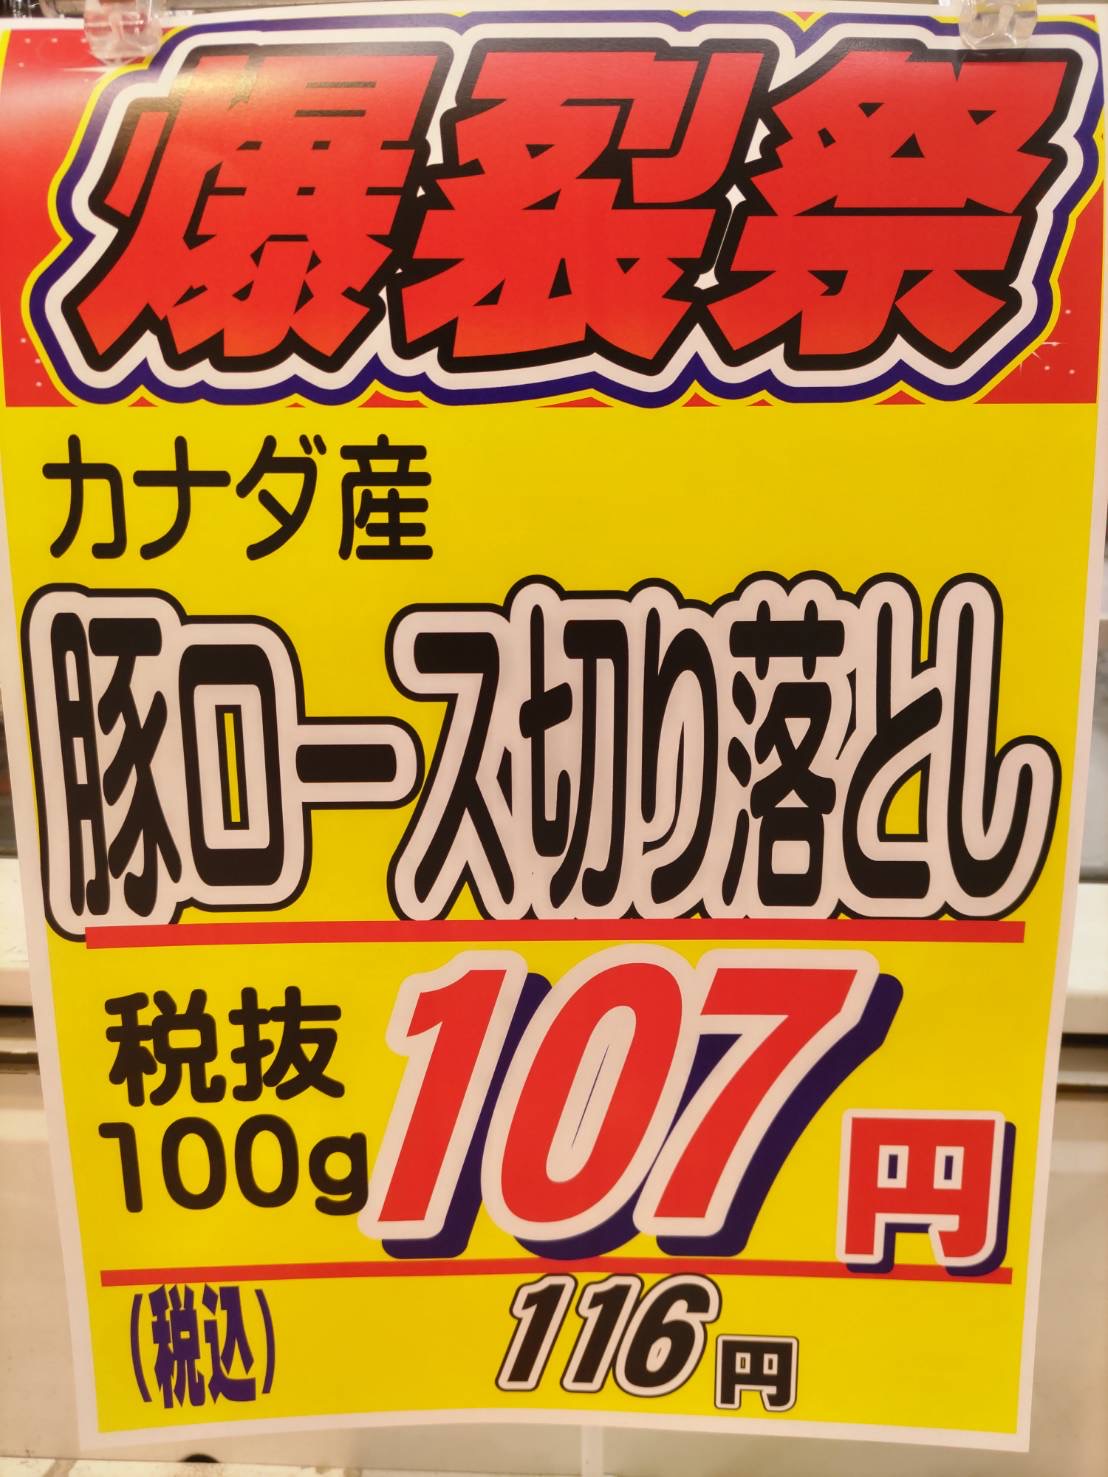 爆裂祭
カナダ産
豚ロース切り落とし
税抜
100g 107円
(税込) 116円